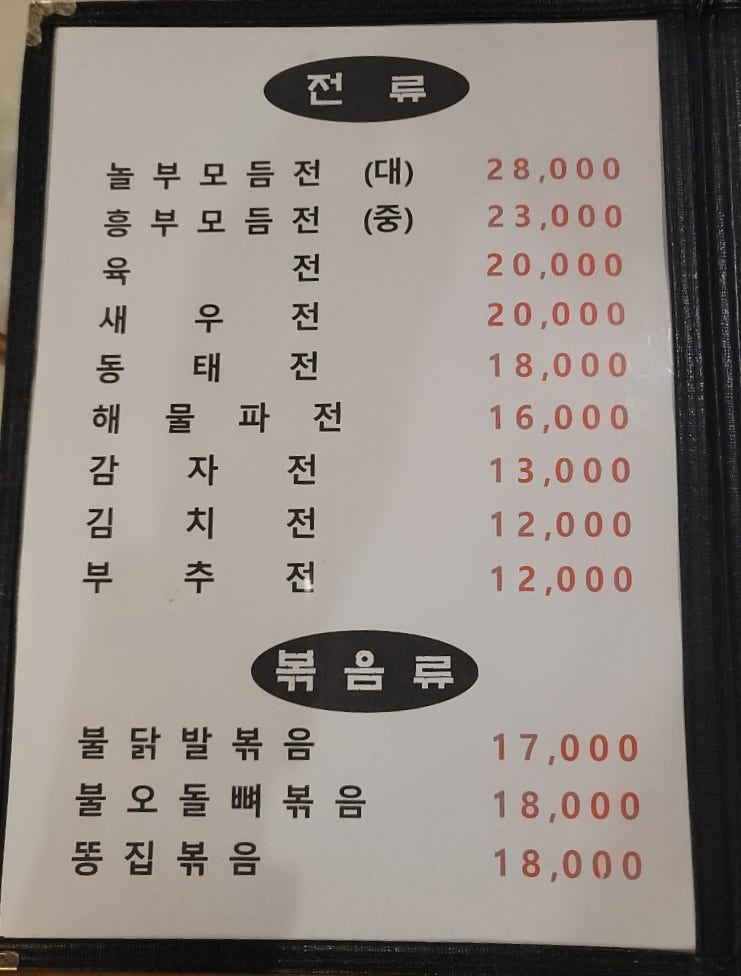 전 류
놀부모듬전 (대) 28,000
흥부모듬전 (중) 23,000
육 전 20,000
새 우 전 20,000
동 태 전 18,000
해 물 파 전 16,000
감 자 전 13,000
김 치 전 12,000
부 추 전 12,000
볶음류
불닭발볶음 17,000
불오돌뼈볶음 18,000
똥집볶음 18,000